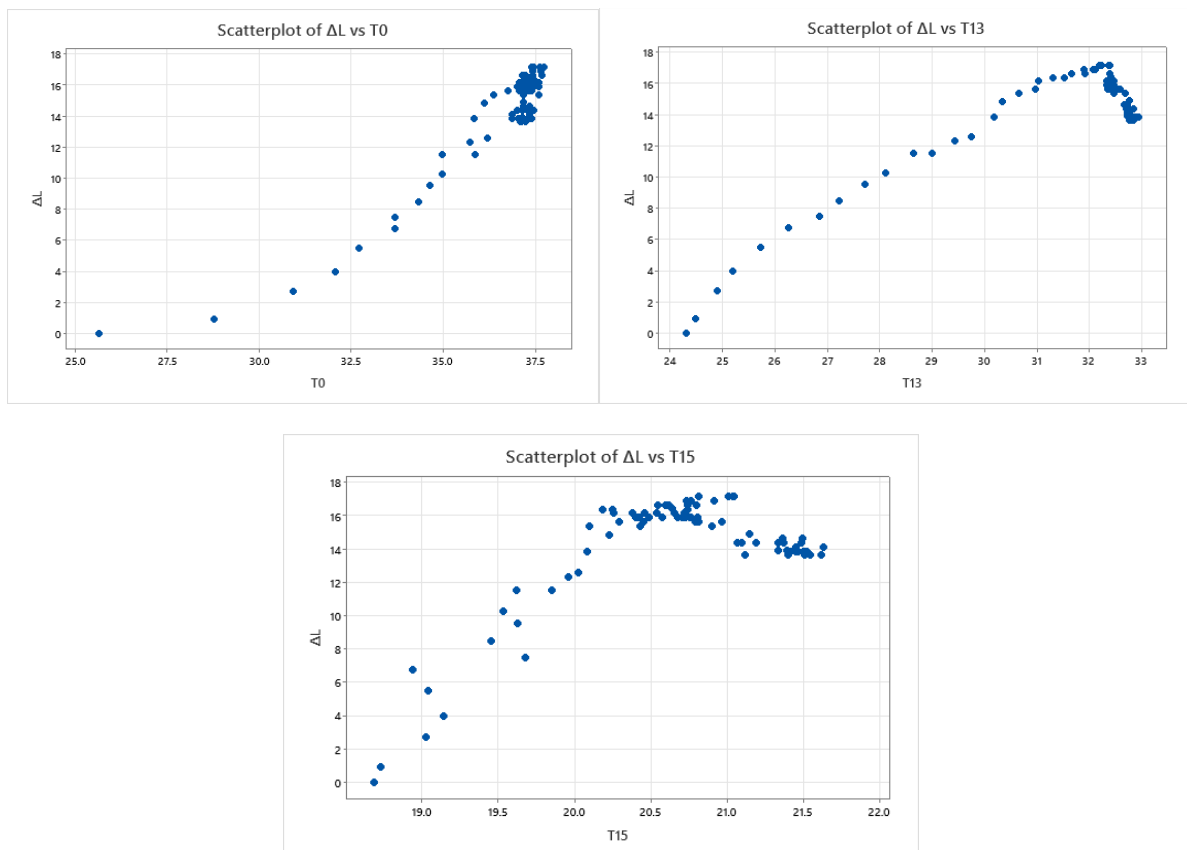 Scatterplot of ΔL vs T0
18
16
14
12
10
8
6
4
2
0
ΔL
25.0 27.5 30.0 32.5 35.0 37.5
T0
Scatterplot of ΔL vs T13
18
16
14
12
10
8
6
4
2
0
ΔL
24 25 26 27 28 29 30 31 32 33
T13
Scatterplot of ΔL vs T15
18
16
14
12
10
8
6
4
2
0
ΔL
19.0 19.5 20.0 20.5 21.0 21.5 22.0
T15